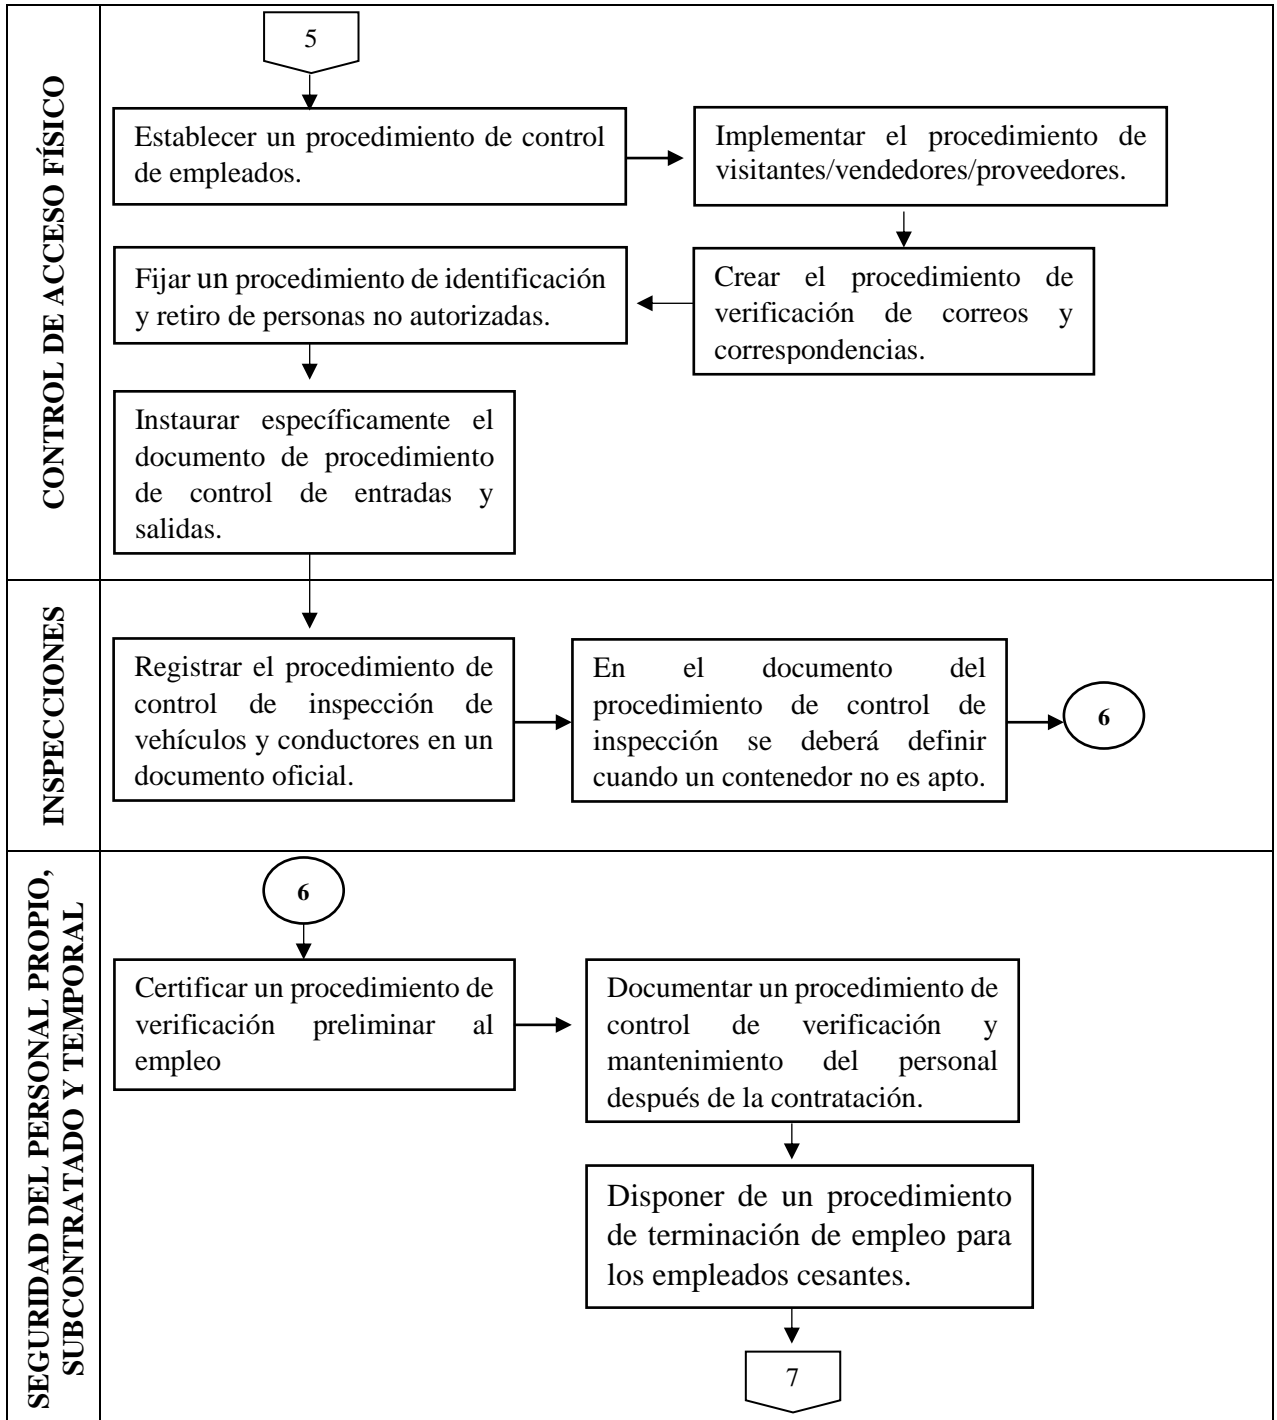 CONTROL DE ACCESO FÍSICO
5
Establecer un procedimiento de control
de empleados.
Implementar el procedimiento de
visitantes/vendedores/proveedores.
Crear el procedimiento de
verificación de correos y
correspondencias.
Fijar un procedimiento de identificación
y retiro de personas no autorizadas.
Instaurar específicamente el
documento de procedimiento
de control de entradas y
salidas.
INSPECCIONES
Registrar el procedimiento de
control de inspección de
vehículos y conductores en un
documento oficial.
En el documento del
procedimiento de control de
inspección se deberá definir
cuando un contenedor no es apto.
6
SEGURIDAD DEL PERSONAL PROPIO,
SUBCONTRATADO Y TEMPORAL
6
Certificar un procedimiento de
verificación preliminar al
empleo
Documentar un procedimiento de
control de verificación y
mantenimiento del personal
después de la contratación.
Disponer de un procedimiento
de terminación de empleo para
los empleados cesantes.
7